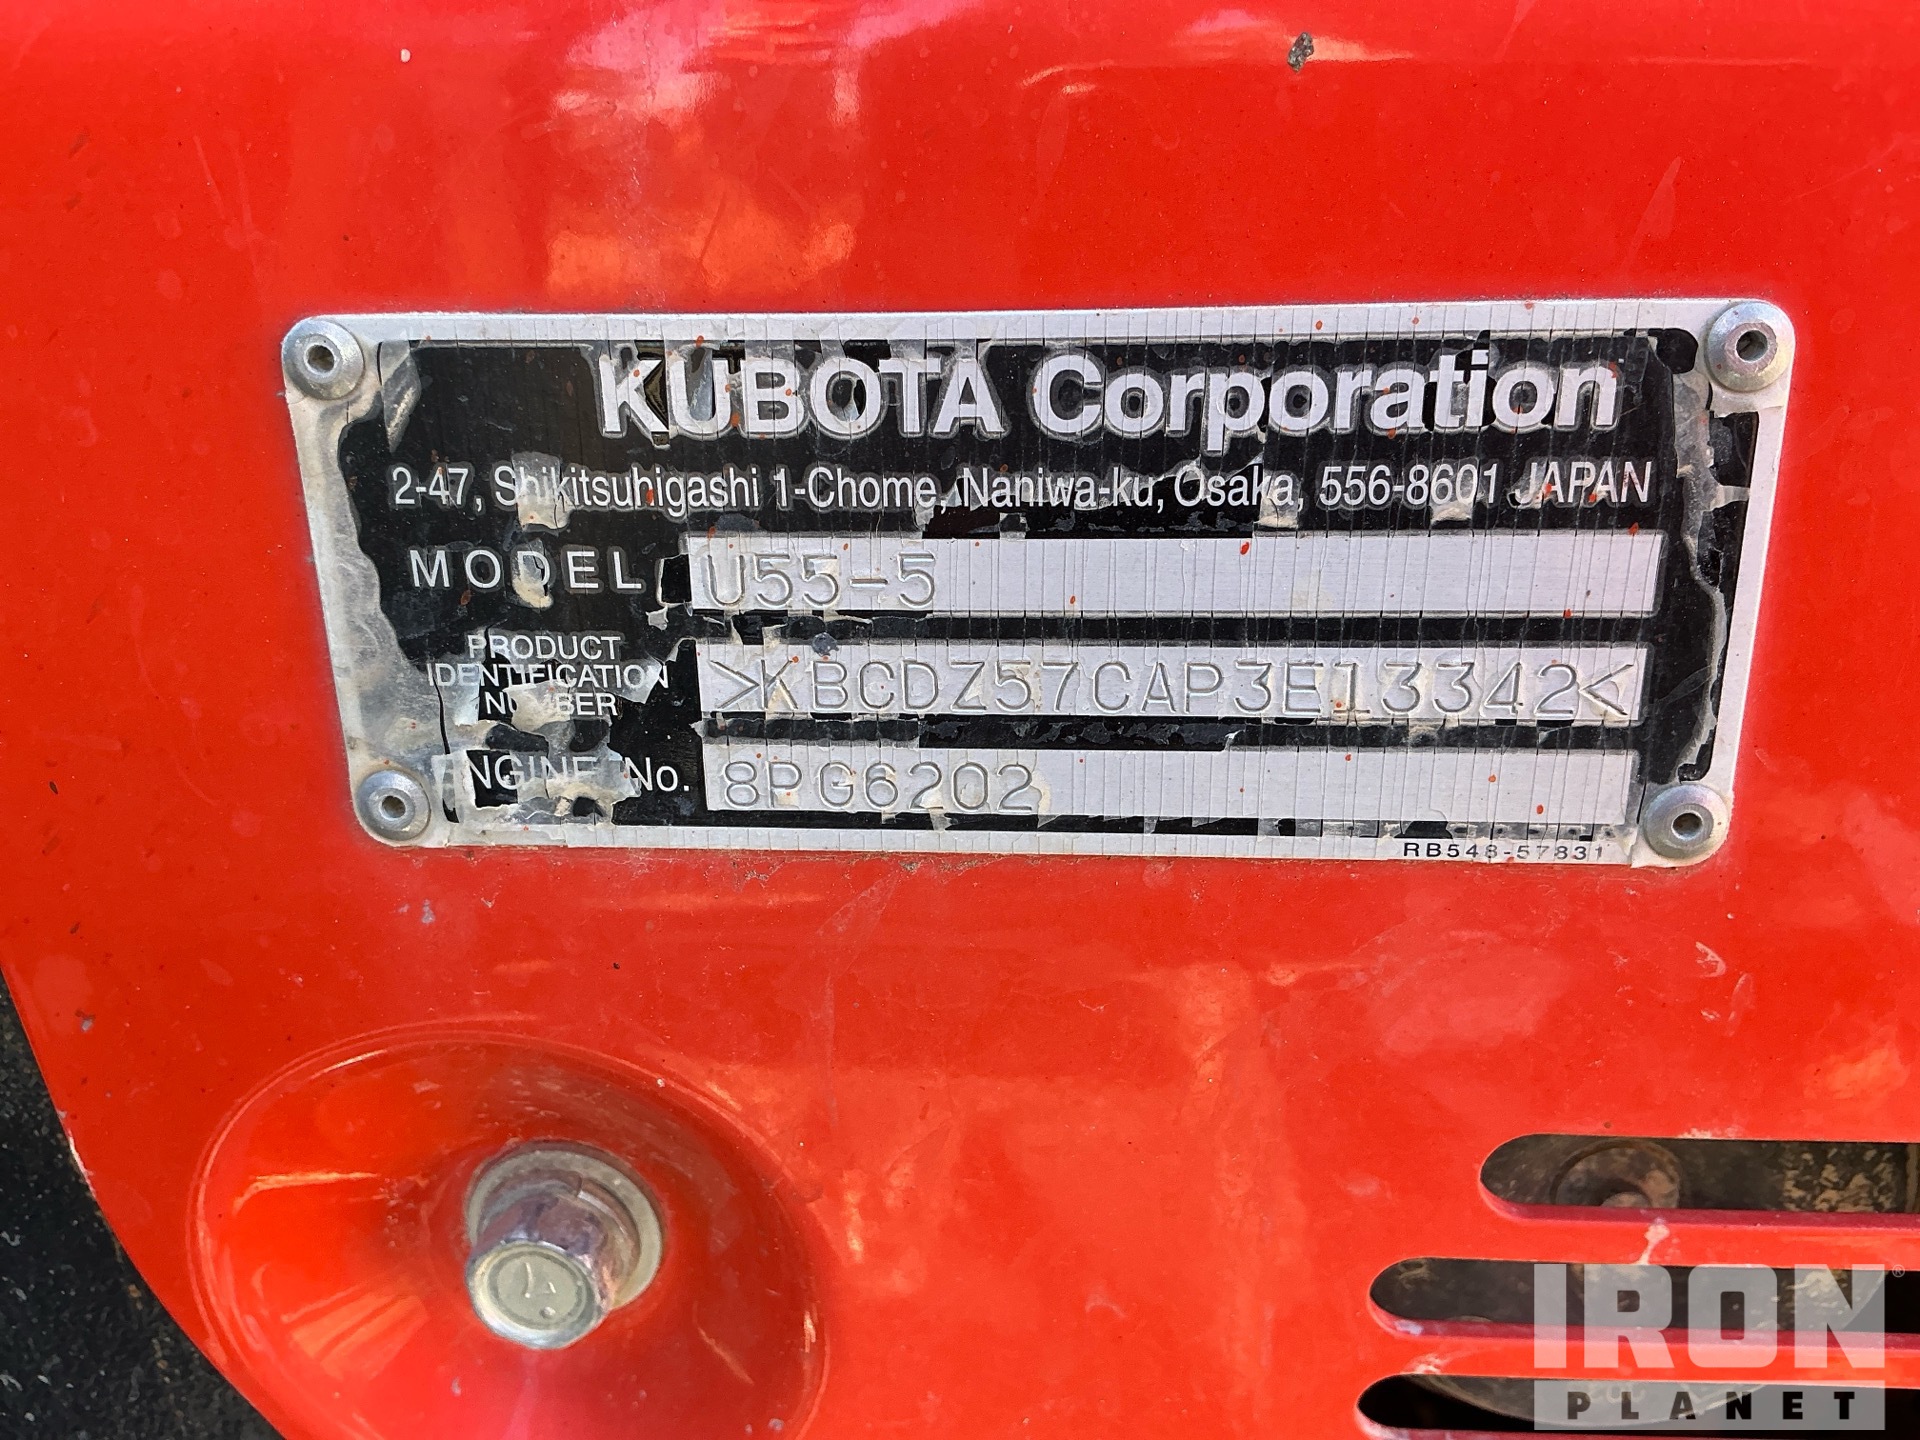 KUBOTA Corporation
2-47, Shikitsuhigashi 1-Chome, Naniwa-ku, Osaka, 556-8601 JAPAN
MODEL U55-5
PRODUCT
IDENTIFICATION
NUMBER
>KBCDZ57CAP3E13342<
ENGINE No. 8PG6202
RB548-57831
IRON®
PLANET